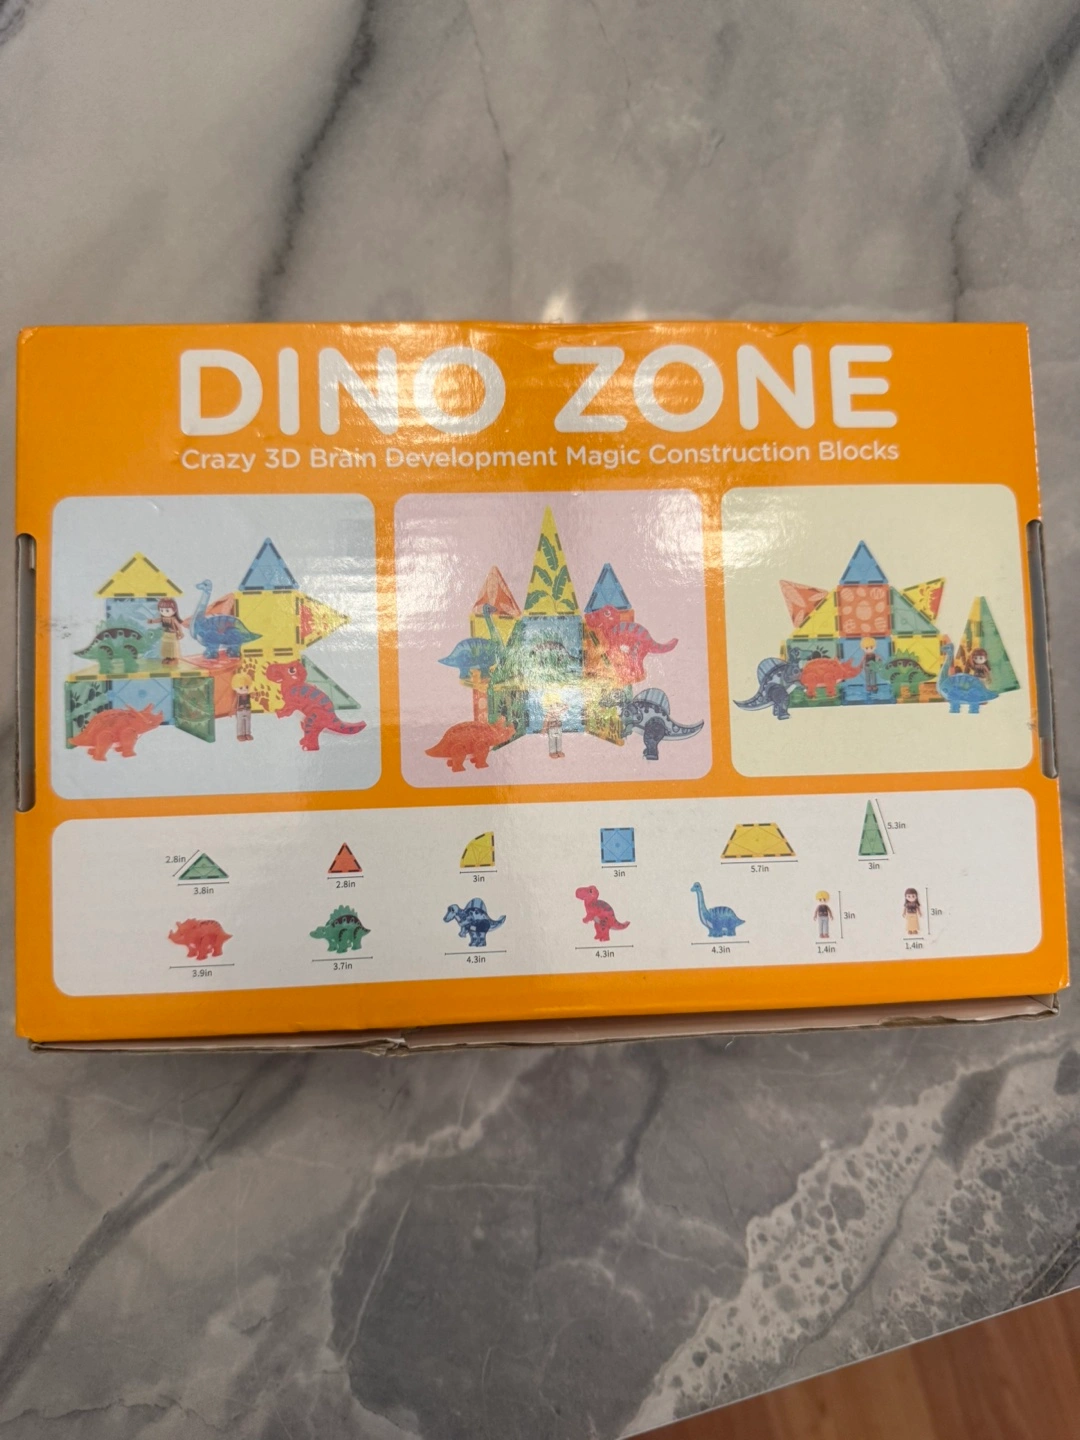 DINO ZONE
Crazy 3D Brain Development Magic Construction Blocks
2.8in
3.8in
2.8in
3in
3in
5.7in
5.3in
3in
3.9in
3.7in
4.3in
4.3in
4.3in
3in
1.4in
3in
1.4in